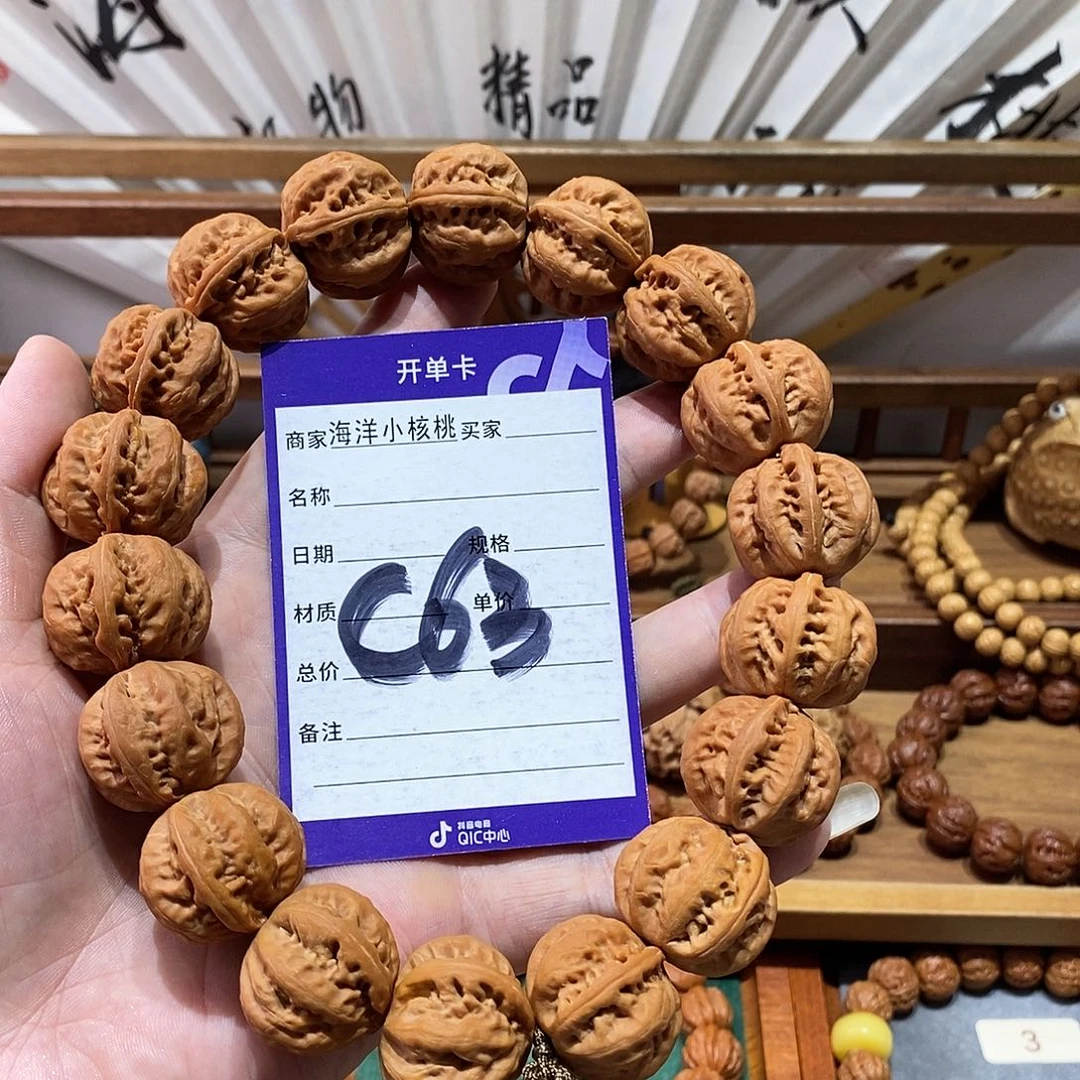 物
精品
开单卡
商家海洋小核桃买家
名称
日期 规格
材质 单价
C63
总价
备注
抖音电商
QIC中心
3